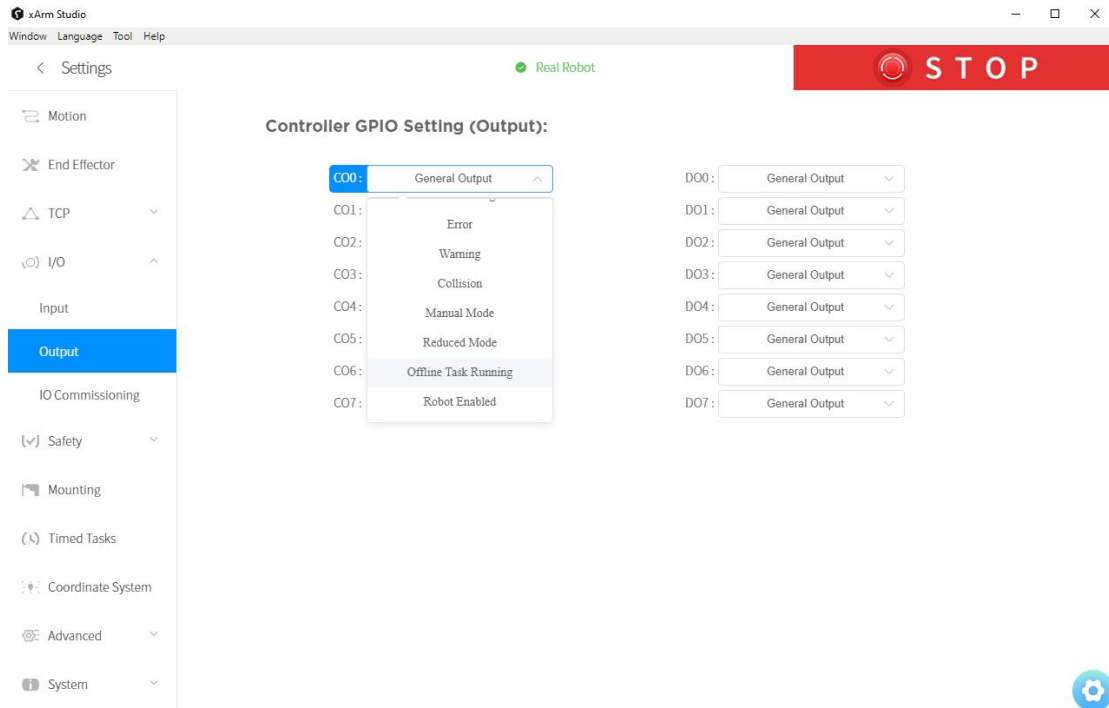 xArm Studio
Window Language Tool Help
Settings
Real Robot
STOP
Motion
End Effector
TCP
I/O
Input
Output
IO Commissioning
Safety
Mounting
Timed Tasks
Coordinate System
Advanced
System
Controller GPIO Setting (Output):
CO0 : General Output
CO1 :
CO2 :
CO3 :
CO4 :
CO5 :
CO6 :
CO7 :
Error
Warning
Collision
Manual Mode
Reduced Mode
Offline Task Running
Robot Enabled
DO0 : General Output
DO1 : General Output
DO2 : General Output
DO3 : General Output
DO4 : General Output
DO5 : General Output
DO6 : General Output
DO7 : General Output